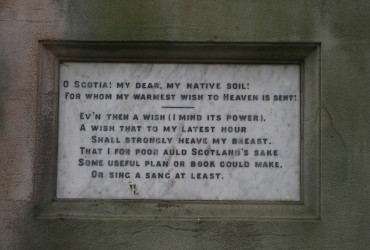 O SCOTIA! MY DEAR, MY NATIVE SOIL!
FOR WHOM MY WARMEST WISH TO HEAVEN IS SENT!
EV'N THEN A WISH (I MIND ITS POWER),
A WISH THAT TO MY LATEST HOUR
SHALL STRONGLY HEAVE MY BREAST.
THAT I FOR POOR AULD SCOTLAND'S SAKE
SOME USEFUL PLAN OR BOOK COULD MAKE,
OR SING A SANG AT LEAST.